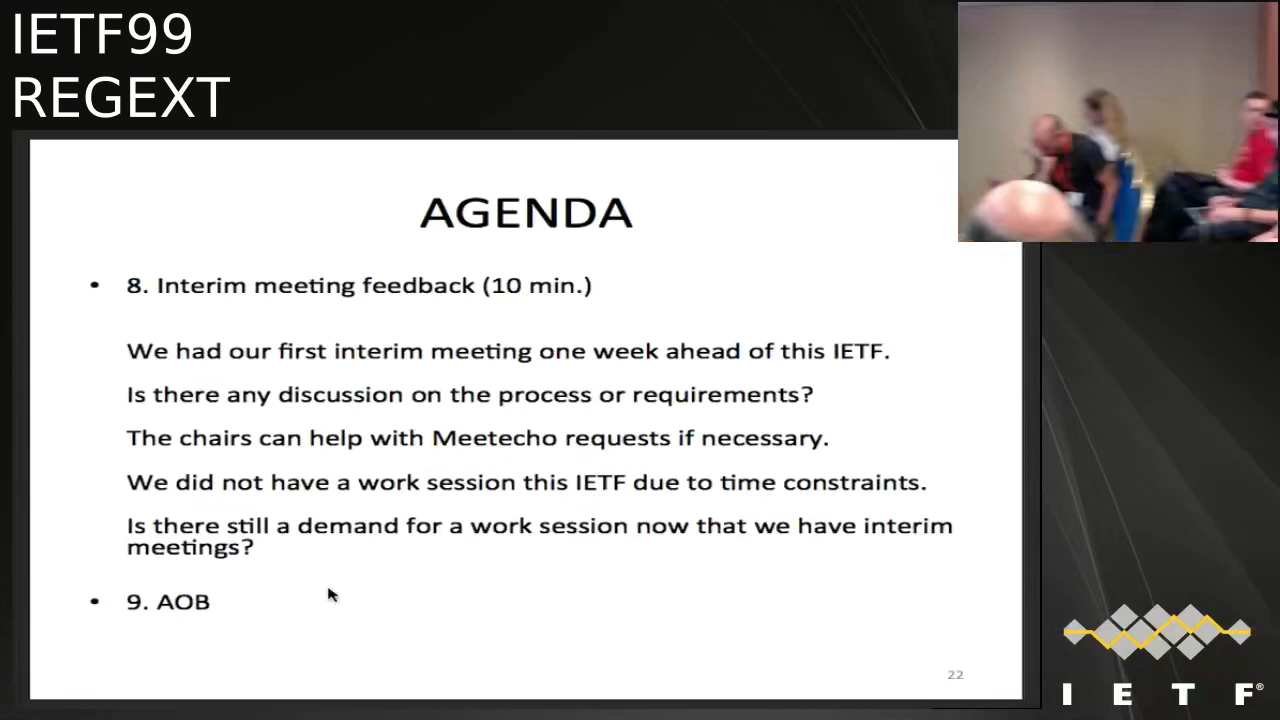 IETF99
REGEXT
AGENDA
• 8. Interim meeting feedback (10 min.)
We had our first interim meeting one week ahead of this IETF.
Is there any discussion on the process or requirements?
The chairs can help with Meetecho requests if necessary.
We did not have a work session this IETF due to time constraints.
Is there still a demand for a work session now that we have interim
meetings?
• 9. AOB
22
I E T F®